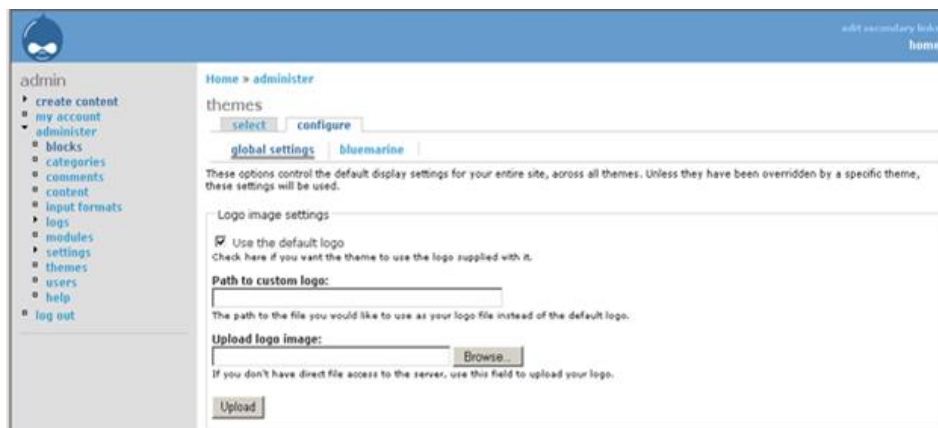 edit secondary links
home
admin
create content
my account
administer
blocks
categories
comments
content
input formats
logs
modules
settings
themes
users
help
log out
Home » administer
themes
select configure
global settings bluemarine
These options control the default display settings for your entire site, across all themes. Unless they have been overridden by a specific theme,
these settings will be used.
Logo image settings
Use the default logo
Check here if you want the theme to use the logo supplied with it.
Path to custom logo:
The path to the file you would like to use as your logo file instead of the default logo.
Upload logo image:
Browse...
If you don't have direct file access to the server, use this field to upload your logo.
Upload